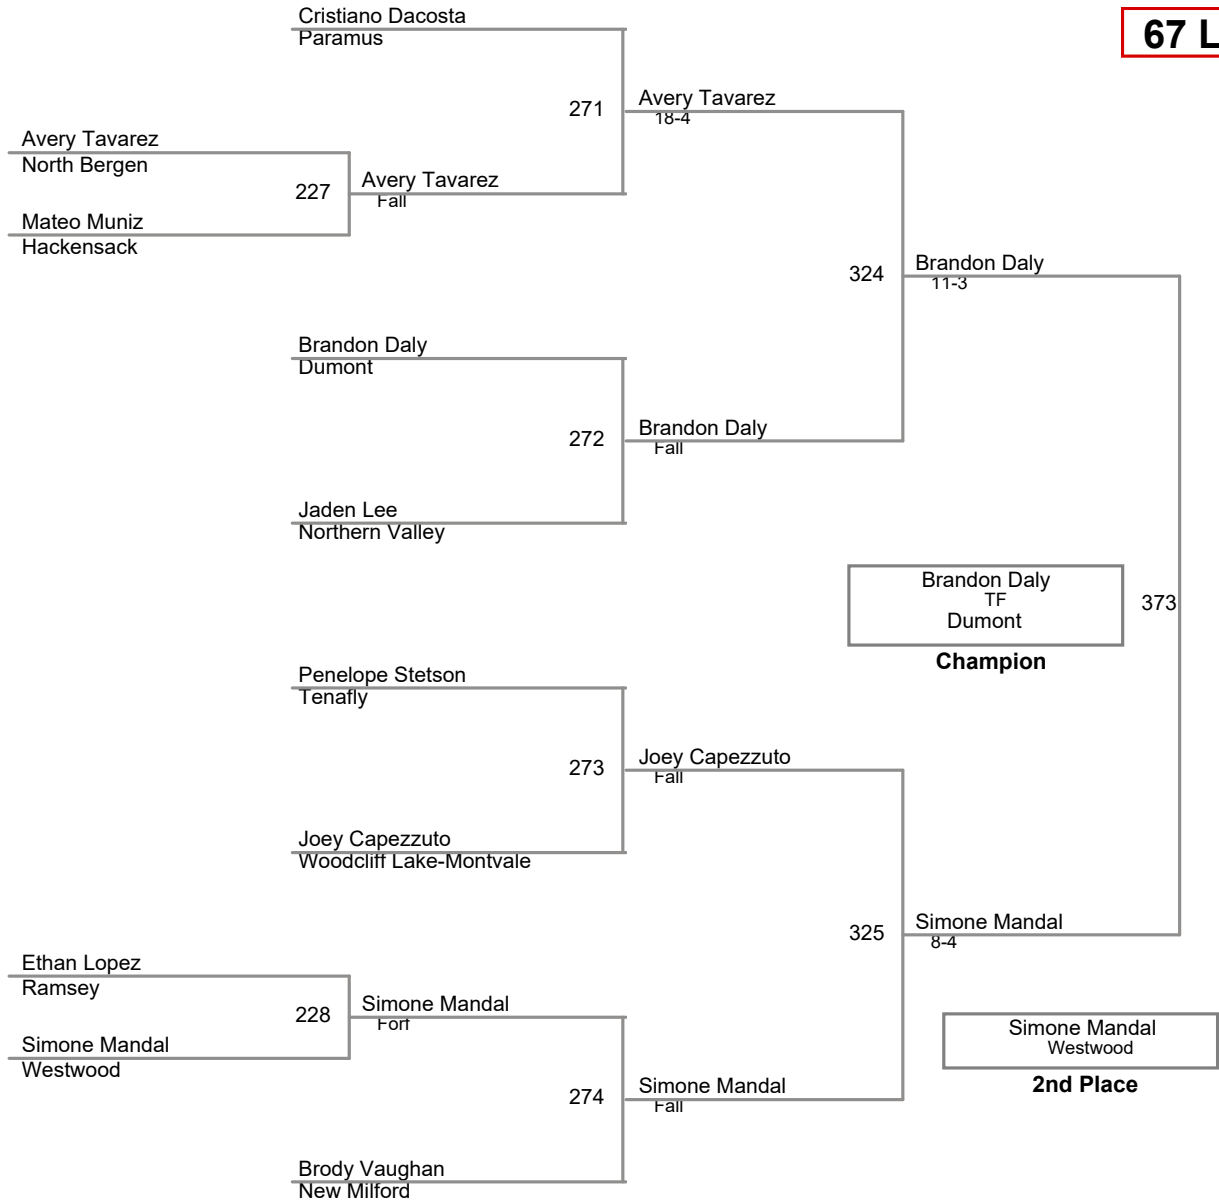 Cristiano Dacosta
Paramus
67 L
271
Avery Tavarez
18-4
Avery Tavarez
North Bergen
227
Avery Tavarez
Fall
Mateo Muniz
Hackensack
324
Brandon Daly
11-3
Brandon Daly
Dumont
272
Brandon Daly
Fall
Jaden Lee
Northern Valley
Brandon Daly
TF
Dumont
373
Champion
Penelope Stetson
Tenafly
273
Joey Capezzuto
Fall
Joey Capezzuto
Woodcliff Lake-Montvale
325
Simone Mandal
8-4
Ethan Lopez
Ramsey
228
Simone Mandal
Forf
Simone Mandal
Westwood
Simone Mandal
Westwood
2nd Place
274
Simone Mandal
Fall
Brody Vaughan
New Milford